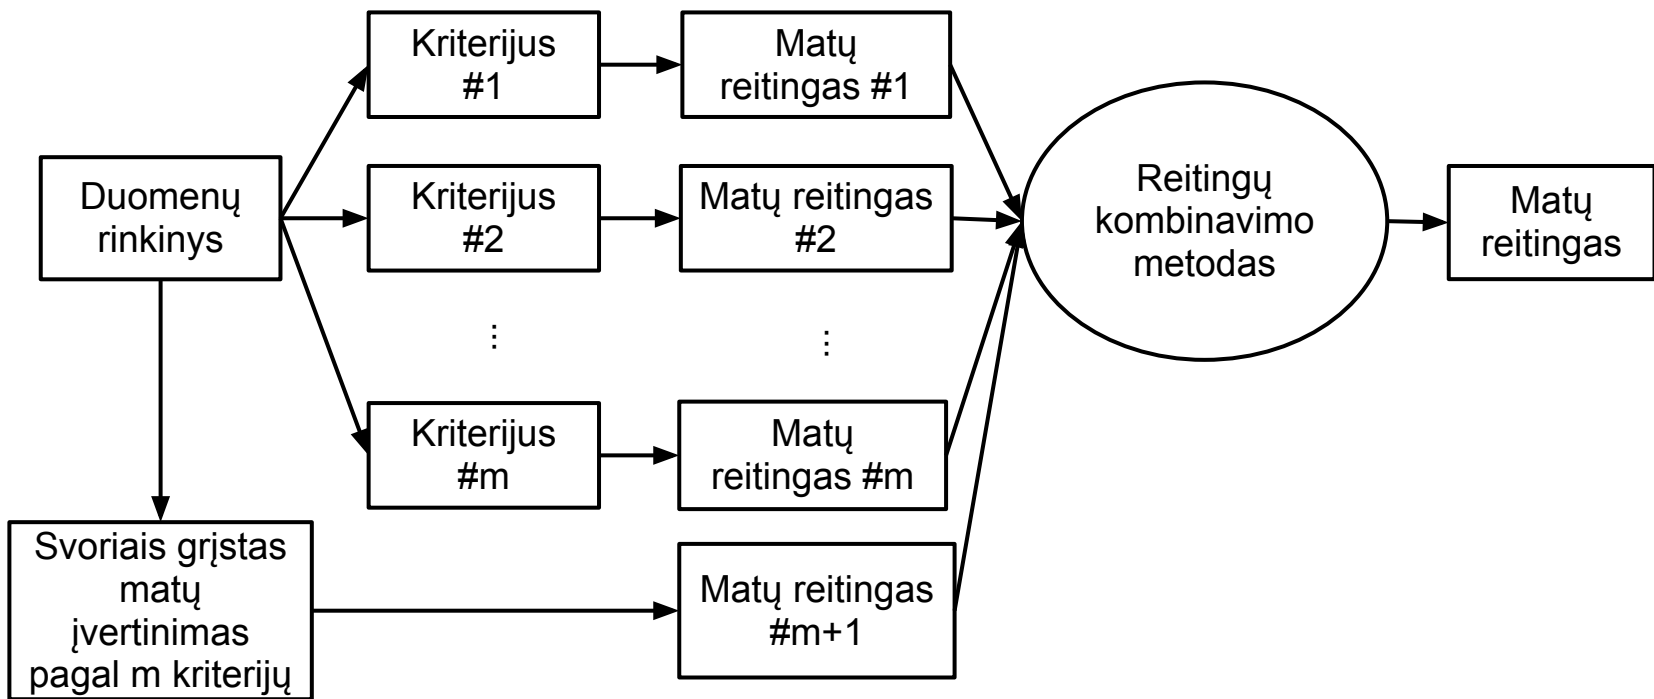 Duomenų
rinkinys
Kriterijus
#1
Matų
reitingas #1
Kriterijus
#2
Matų reitingas
#2
⋮
⋮
Kriterijus
#m
Matų
reitingas #m
Svoriais grįstas
matų
įvertinimas
pagal m kriterijų
Matų reitingas
#m+1
Reitingų
kombinavimo
metodas
Matų
reitingas